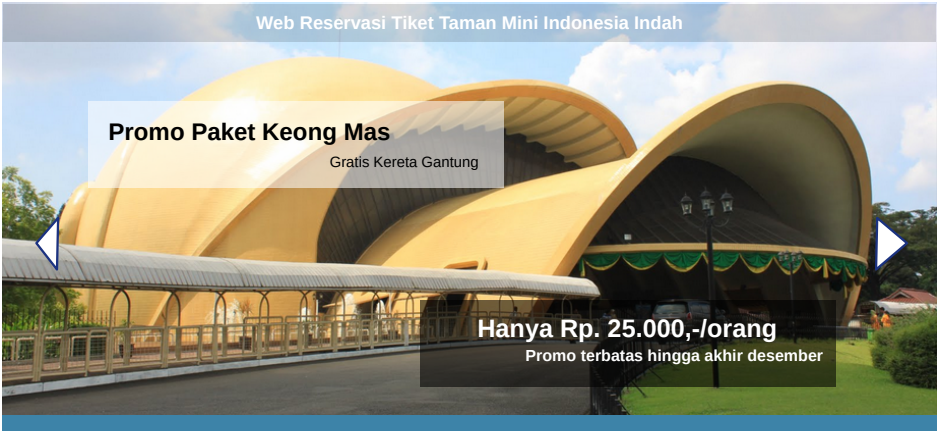 Web Reservasi Tiket Taman Mini Indonesia Indah
Promo Paket Keong Mas
Gratis Kereta Gantung
Hanya Rp. 25.000,-/orang
Promo terbatas hingga akhir desember